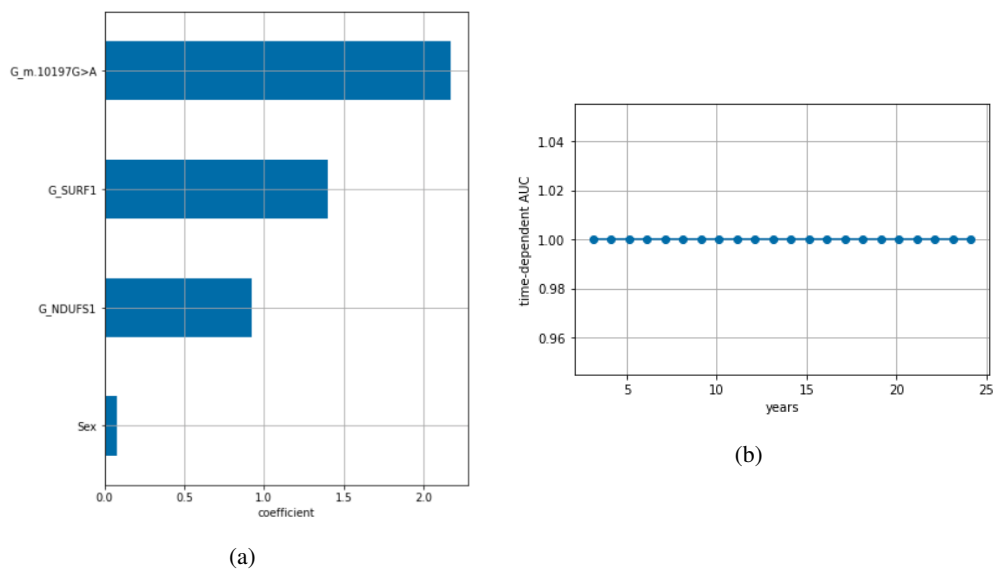 G_m.10197G>A
G_SURF1
G_NDUFS1
Sex
0.0 0.5 1.0 1.5 2.0
coefficient
(a)
1.04
1.02
1.00
0.98
0.96
time-dependent AUC
5 10 15 20 25
years
(b)